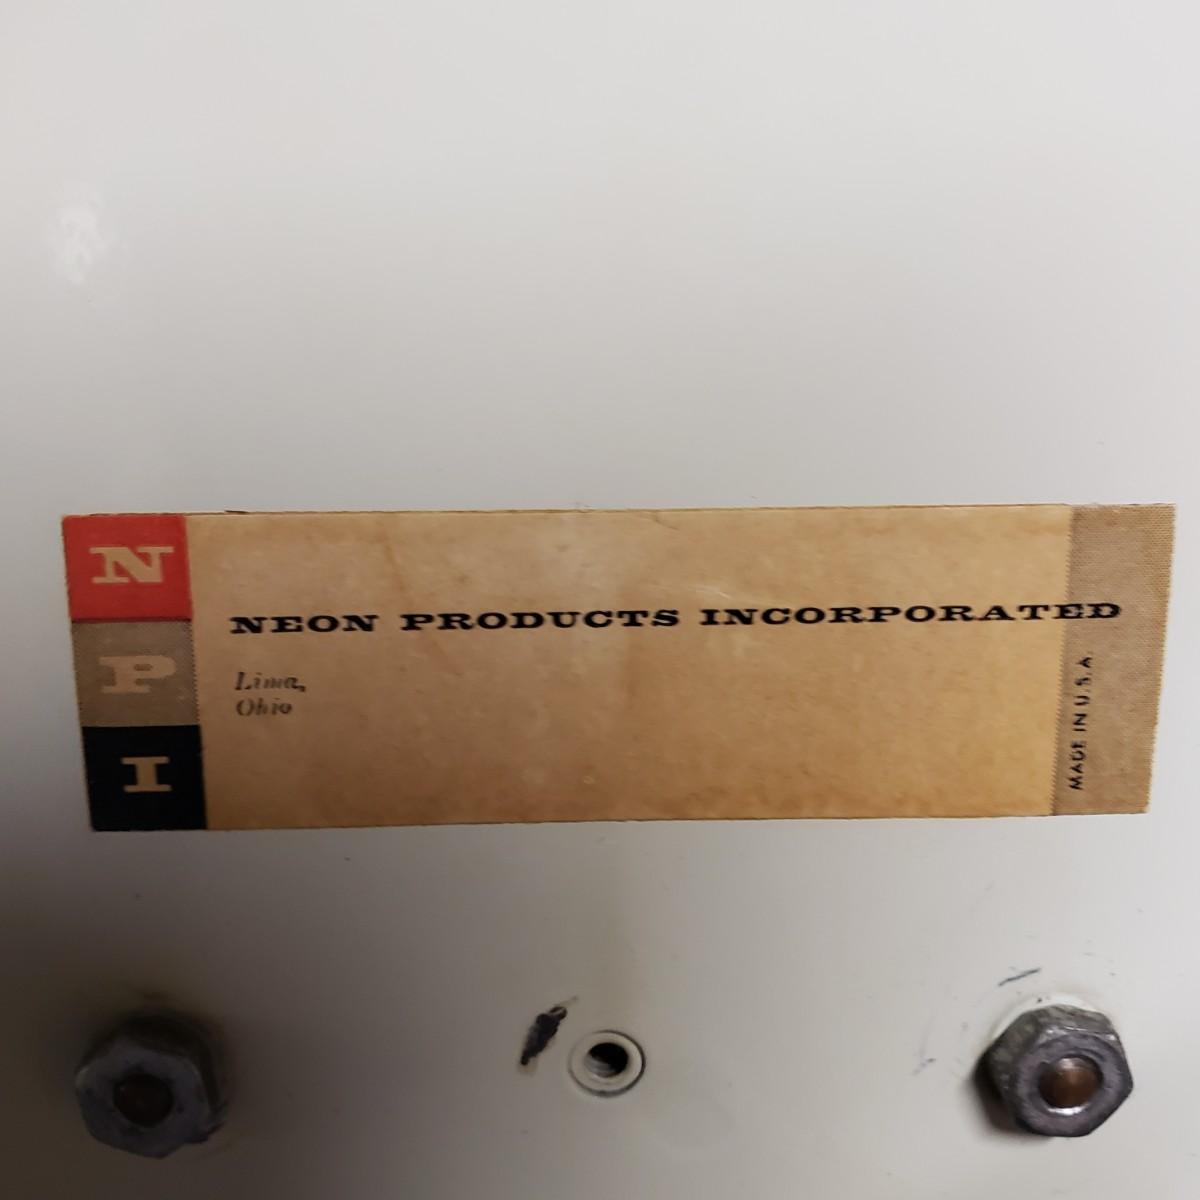 N
P
I
NEON PRODUCTS INCORPORATED
Lima,
Ohio
MADE IN U.S.A.